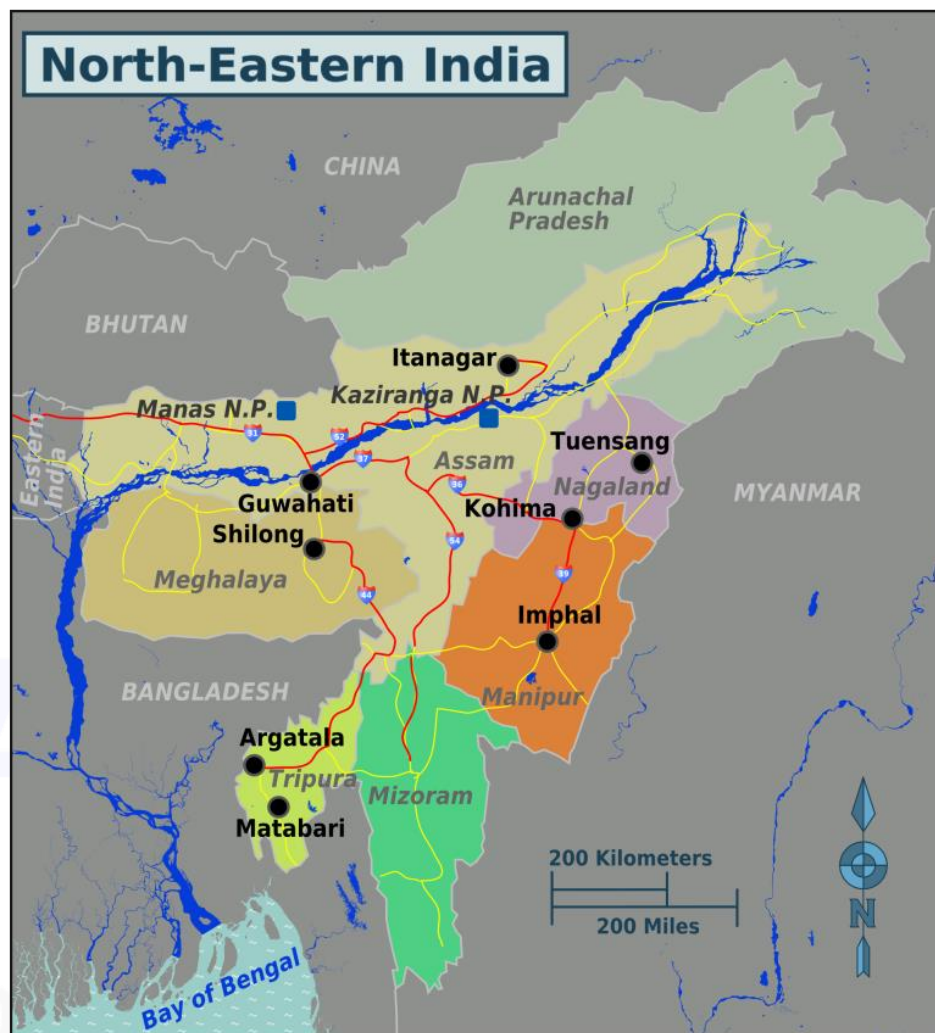 North-Eastern India
CHINA
Arunachal
Pradesh
BHUTAN
Itanagar
Kaziranga N.P.
Manas N.P.
31
52
37
Eastern
India
Assam
36
Tuensang
Nagaland
MYANMAR
Guwahati
Kohima
Shilong
54
Meghalaya
39
44
Imphal
BANGLADESH
Manipur
Argatala
Tripura
Mizoram
Matabari
200 Kilometers
200 Miles
N
Bay of Bengal